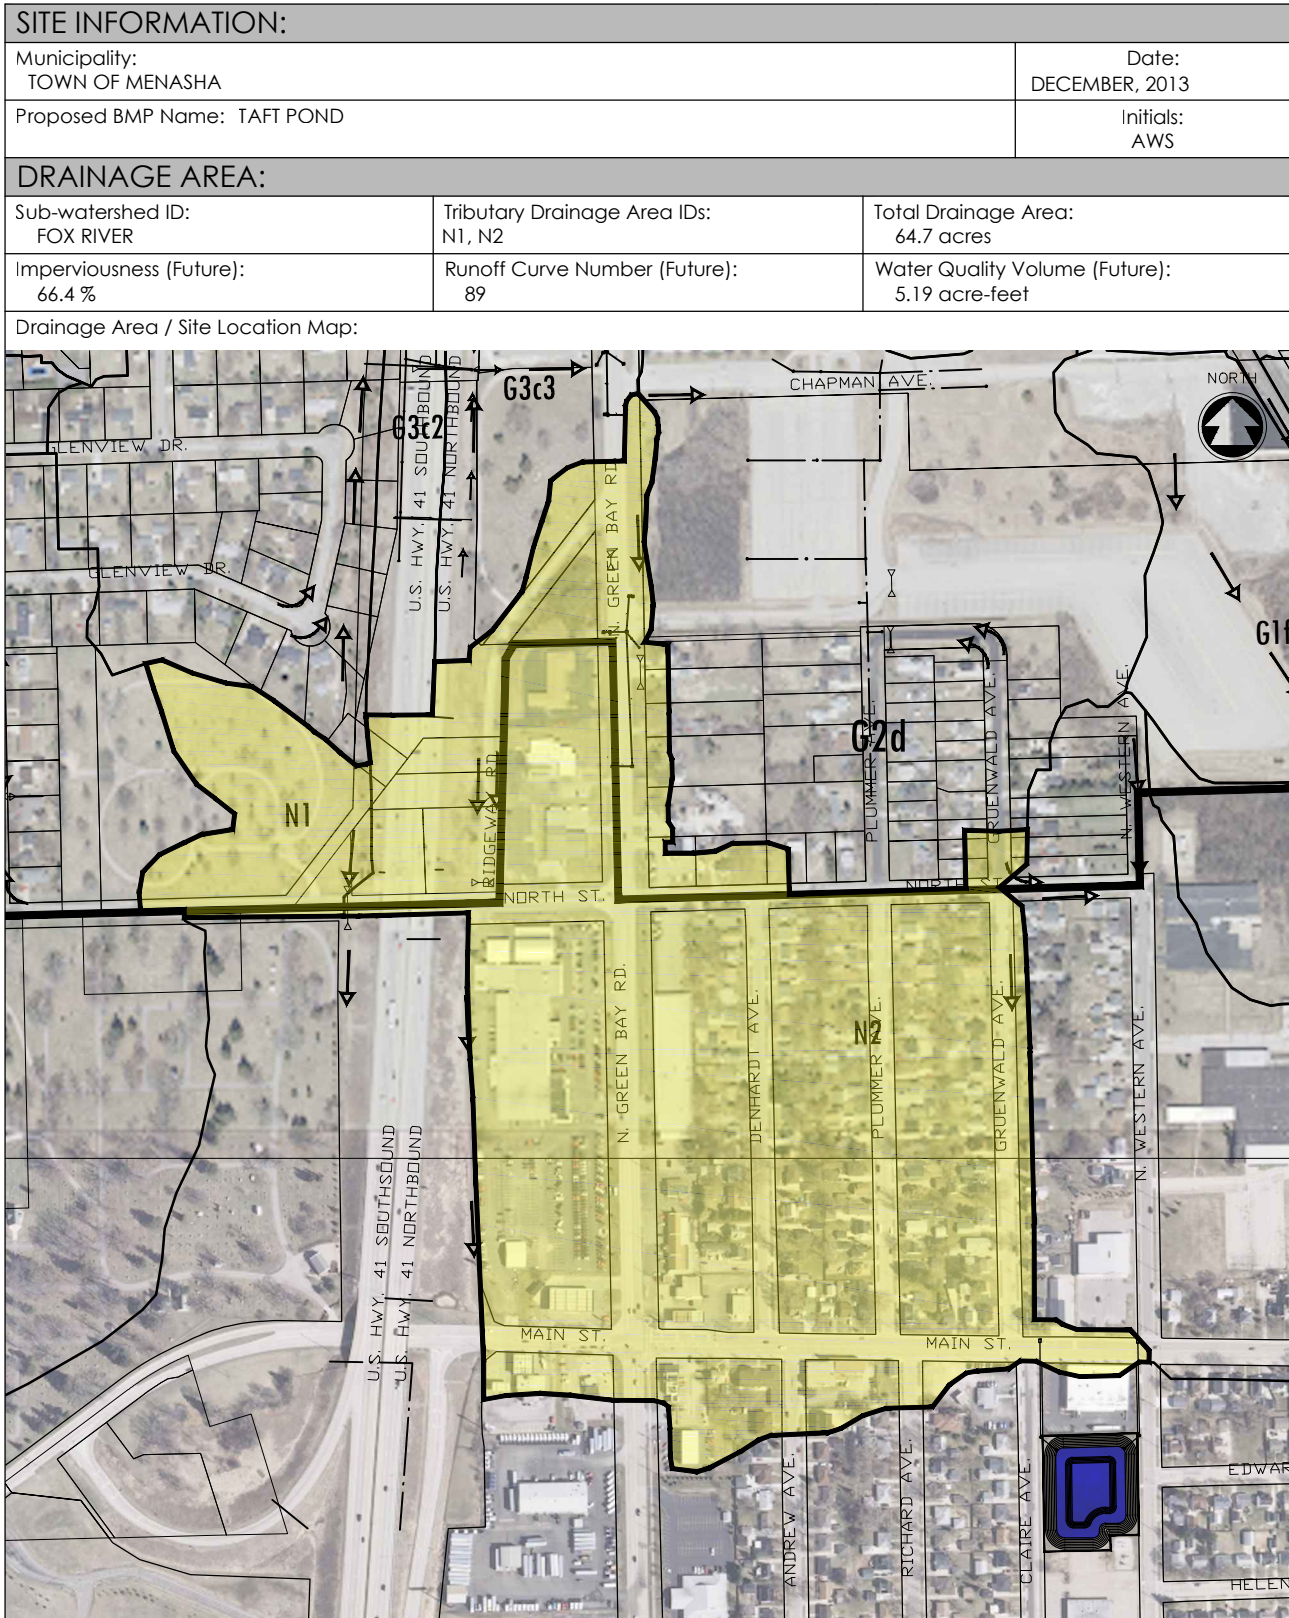 SITE INFORMATION:
Municipality:
TOWN OF MENASHA
Date:
DECEMBER, 2013
Proposed BMP Name: TAFT POND
Initials:
AWS
DRAINAGE AREA:
Sub-watershed ID:
FOX RIVER
Tributary Drainage Area IDs:
N1, N2
Total Drainage Area:
64.7 acres
Imperviousness (Future):
66.4 %
Runoff Curve Number (Future):
89
Water Quality Volume (Future):
5.19 acre-feet
Drainage Area / Site Location Map:
G3c3
CHAPMAN AVE.
NORTH
G3c2
GLENVIEW DR.
U.S. HWY. 41 SOUTHBOUND
U.S. HWY. 41 NORTHBOUND
N. GREEN BAY RD.
GLENVIEW DR.
G1f
G2d
PLUMMER AVE.
GRUENWALD AVE.
N. WESTERN AVE.
N1
RIDGEWAY RD.
NORTH ST.
NORTH ST.
N. GREEN BAY RD.
DENHARDT AVE.
N2
PLUMMER AVE.
GRUENWALD AVE.
N. WESTERN AVE.
U.S. HWY. 41 SOUTHSOUND
U.S. HWY. 41 NORTHBOUND
MAIN ST.
MAIN ST.
ANDREW AVE.
RICHARD AVE.
CLAIRE AVE.
EDWAR
HELEN